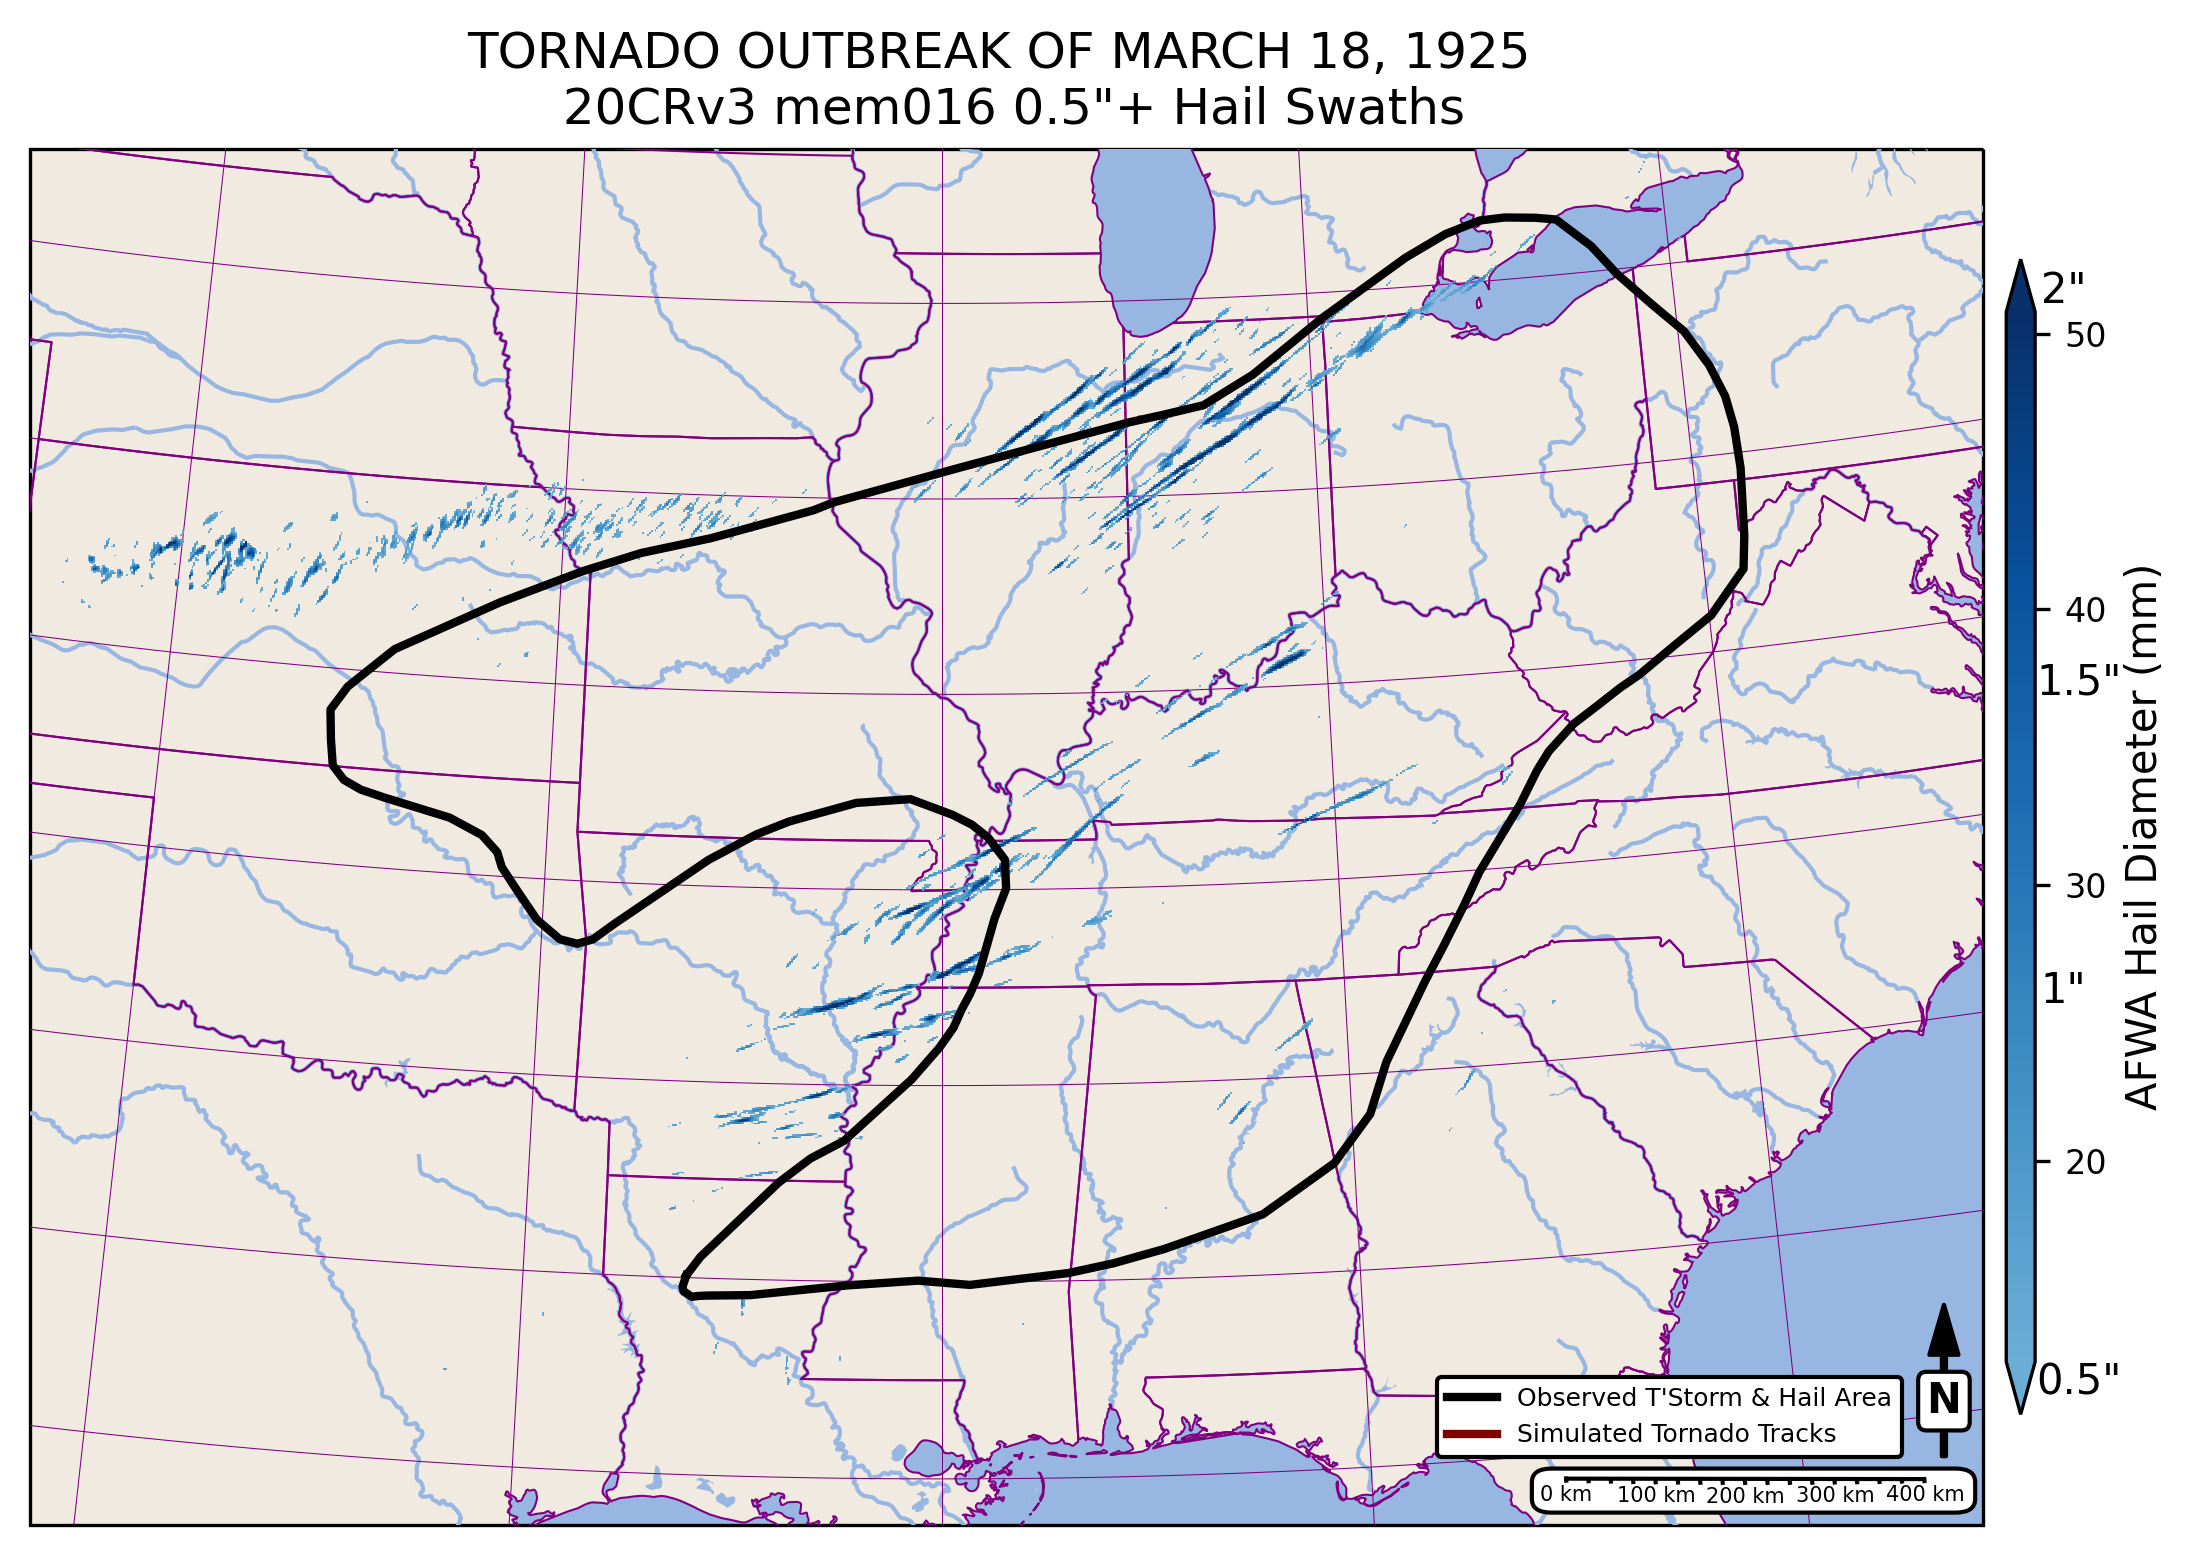 TORNADO OUTBREAK OF MARCH 18, 1925
20CRv3 mem016 0.5"+ Hail Swaths
2"
50
40
1.5"
30
1"
20
0.5"
AFWA Hail Diameter (mm)
Observed T'Storm & Hail Area
Simulated Tornado Tracks
N
0 km 100 km 200 km 300 km 400 km